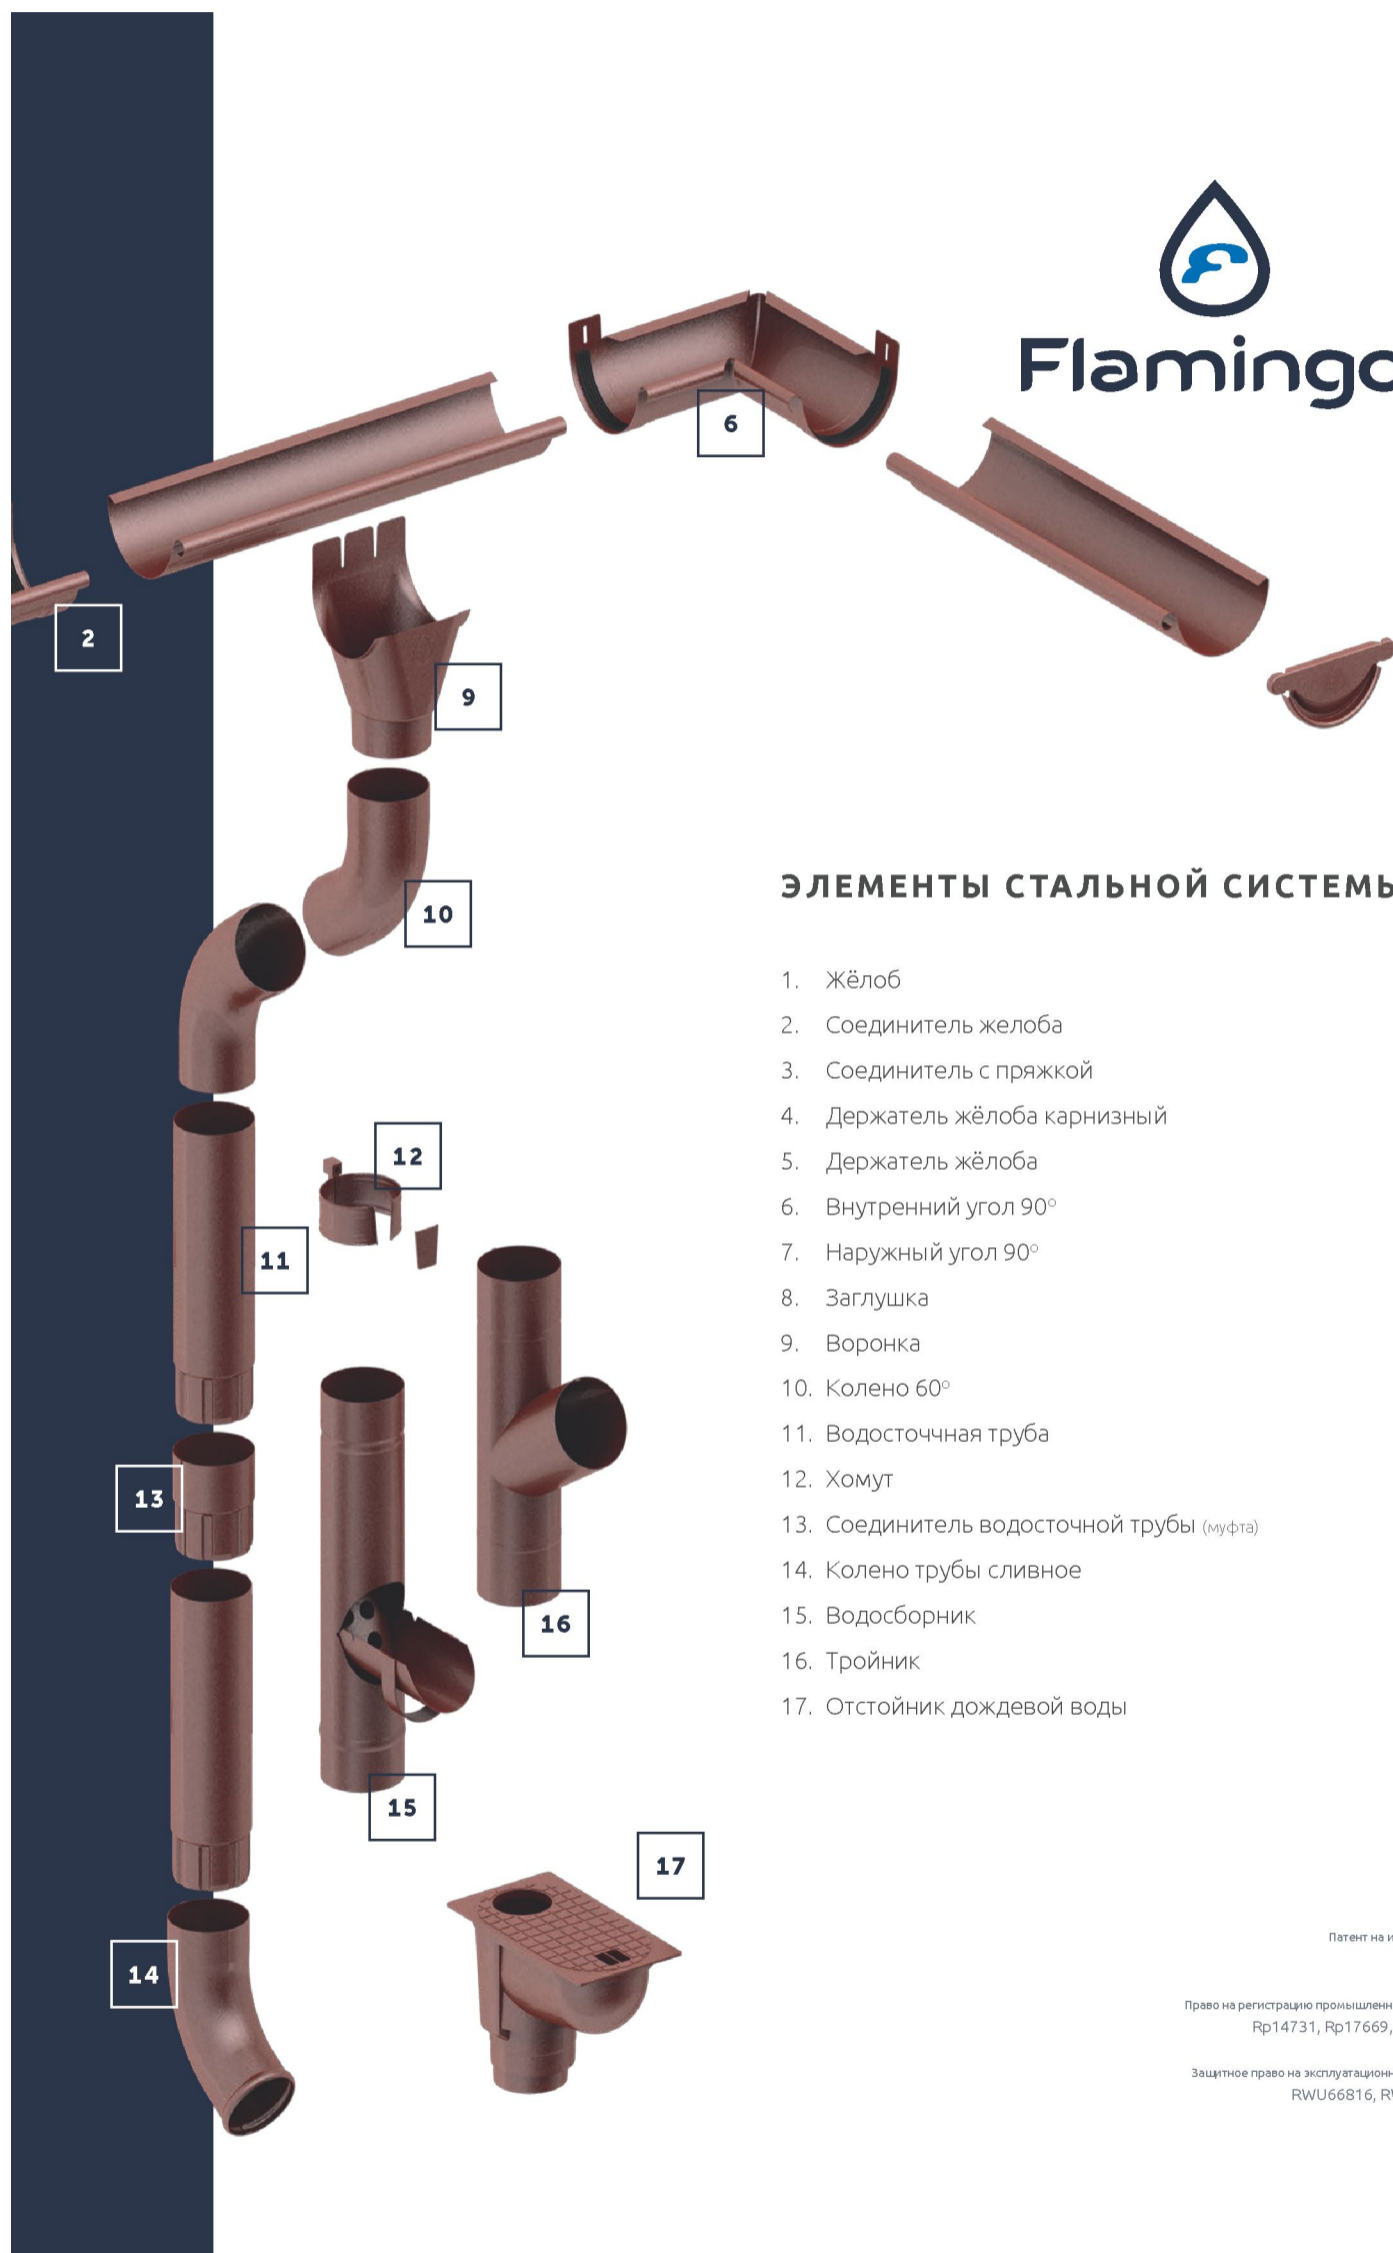 Flamingo
6
2
9
10
ЭЛЕМЕНТЫ СТАЛЬНОЙ СИСТЕМЫ
1. Жёлоб
2. Соединитель желоба
3. Соединитель с пряжкой
4. Держатель жёлоба карнизный
5. Держатель жёлоба
6. Внутренний угол 90°
7. Наружный угол 90°
8. Заглушка
9. Воронка
10. Колено 60°
11. Водосточчная труба
12. Хомут
13. Соединитель водосточной трубы (муфта)
14. Колено трубы сливное
15. Водосборник
16. Тройник
17. Отстойник дождевой воды
12
11
13
16
15
17
14
Патент на и
Право на регистрацию промышленн
Rp14731, Rp17669,
Защитное право на эксплуатационн
RWU66816,